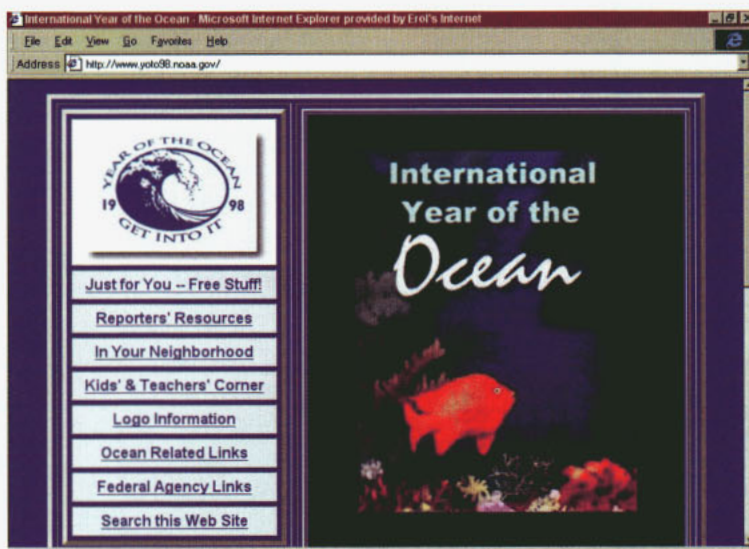 International Year of the Ocean - Microsoft Internet Explorer provided by Erol's Internet
File Edit View Go Favorites Help
Address http://www.yoto98.noaa.gov/
YEAR OF THE OCEAN
19 98
GET INTO IT
Just for You -- Free Stuff!
Reporters' Resources
In Your Neighborhood
Kids' & Teachers' Corner
Logo Information
Ocean Related Links
Federal Agency Links
Search this Web Site
International
Year of the
Ocean